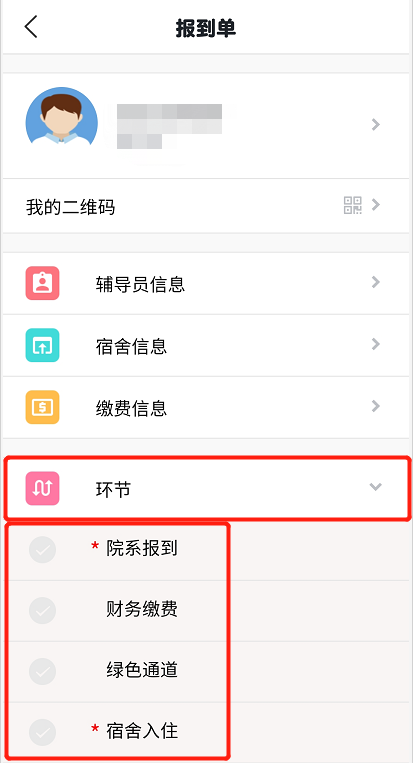 报到单
我的二维码
辅导员信息
宿舍信息
缴费信息
环节
* 院系报到
财务缴费
绿色通道
* 宿舍入住